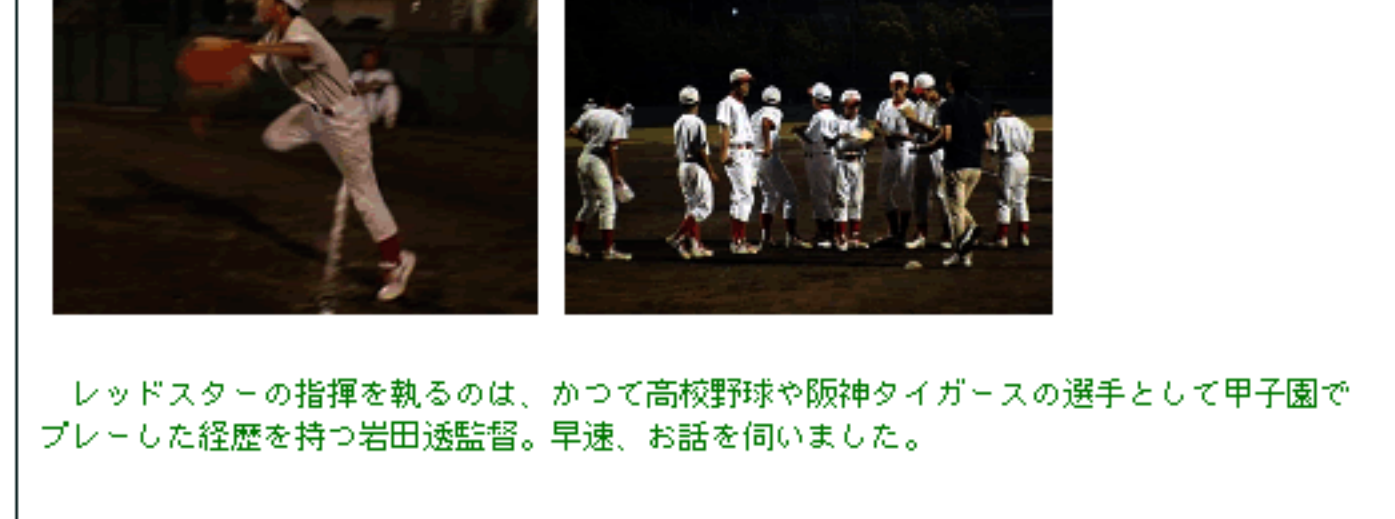 レッドスターの指揮を執るのは、かつて高校野球や阪神タイガースの選手として甲子園で
プレーした経歴を持つ岩田透監督。早速、お話を伺いました。